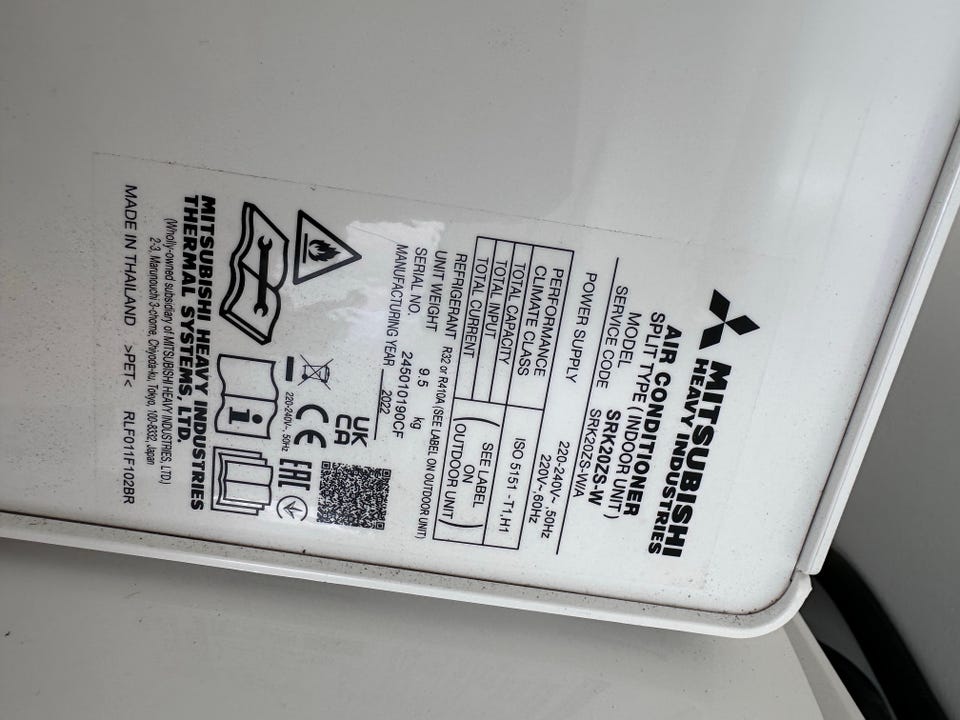 MITSUBISHI
HEAVY INDUSTRIES
AIR CONDITIONER
SPLIT TYPE (INDOOR UNIT)
MODEL SRK20ZS-W
SERVICE CODE SRK20ZS-W/A
POWER SUPPLY 220-240V~,50Hz
220V~,60Hz
PERFORMANCE
CLIMATE CLASS ISO 5151 - T1,H1
TOTAL CAPACITY
TOTAL INPUT
TOTAL CURRENT
(SEE LABEL
ON
OUTDOOR UNIT)
REFRIGERANT R32 or R410A (SEE LABEL ON OUTDOOR UNIT)
UNIT WEIGHT 9.5 kg
SERIAL NO. 245010190CF
MANUFACTURING YEAR 2022
UK
CA
CE
EAC
220-240V~, 50Hz
i
MITSUBISHI HEAVY INDUSTRIES
THERMAL SYSTEMS, LTD.
(Wholly-owned subsidiary of MITSUBISHI HEAVY INDUSTRIES, LTD.)
2-3, Marunouchi 3-chome, Chiyoda-ku, Tokyo, 100-8332, Japan
MADE IN THAILAND >PET< RLF011F102BR